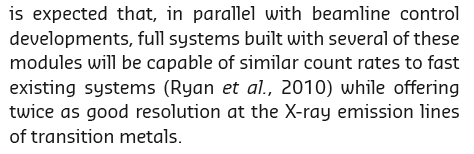 is expected that, in parallel with beamline control
developments, full systems built with several of these
modules will be capable of similar count rates to fast
existing systems (Ryan et al., 2010) while offering
twice as good resolution at the X-ray emission lines
of transition metals.